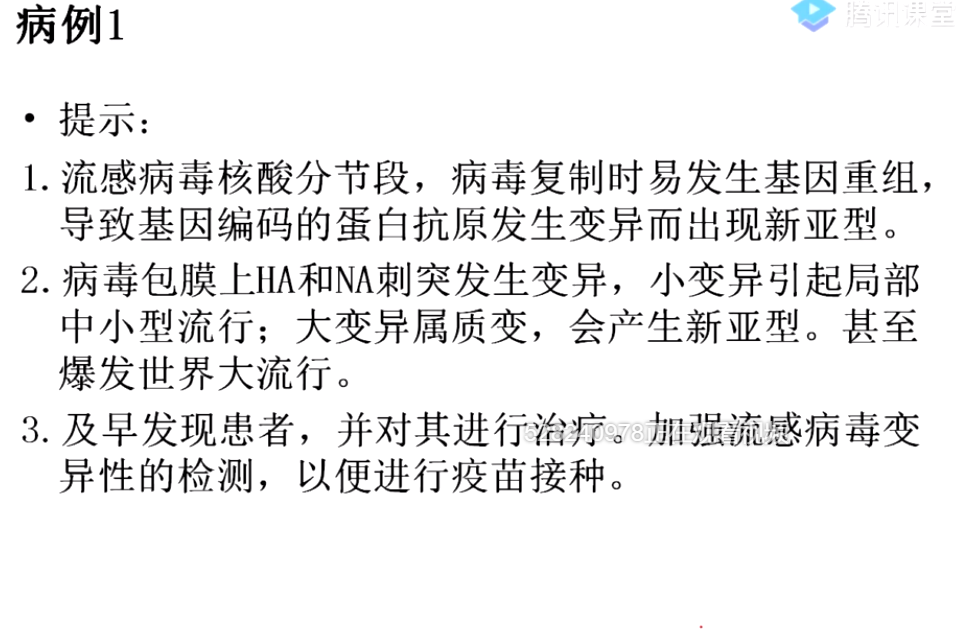 病例1
腾讯课堂
• 提示：
1. 流感病毒核酸分节段，病毒复制时易发生基因重组，
导致基因编码的蛋白抗原发生变异而出现新亚型。
2. 病毒包膜上HA和NA刺突发生变异，小变异引起局部
中小型流行；大变异属质变，会产生新亚型。甚至
爆发世界大流行。
3. 及早发现患者，并对其进行治疗。加强流感病毒变
异性的检测，以便进行疫苗接种。